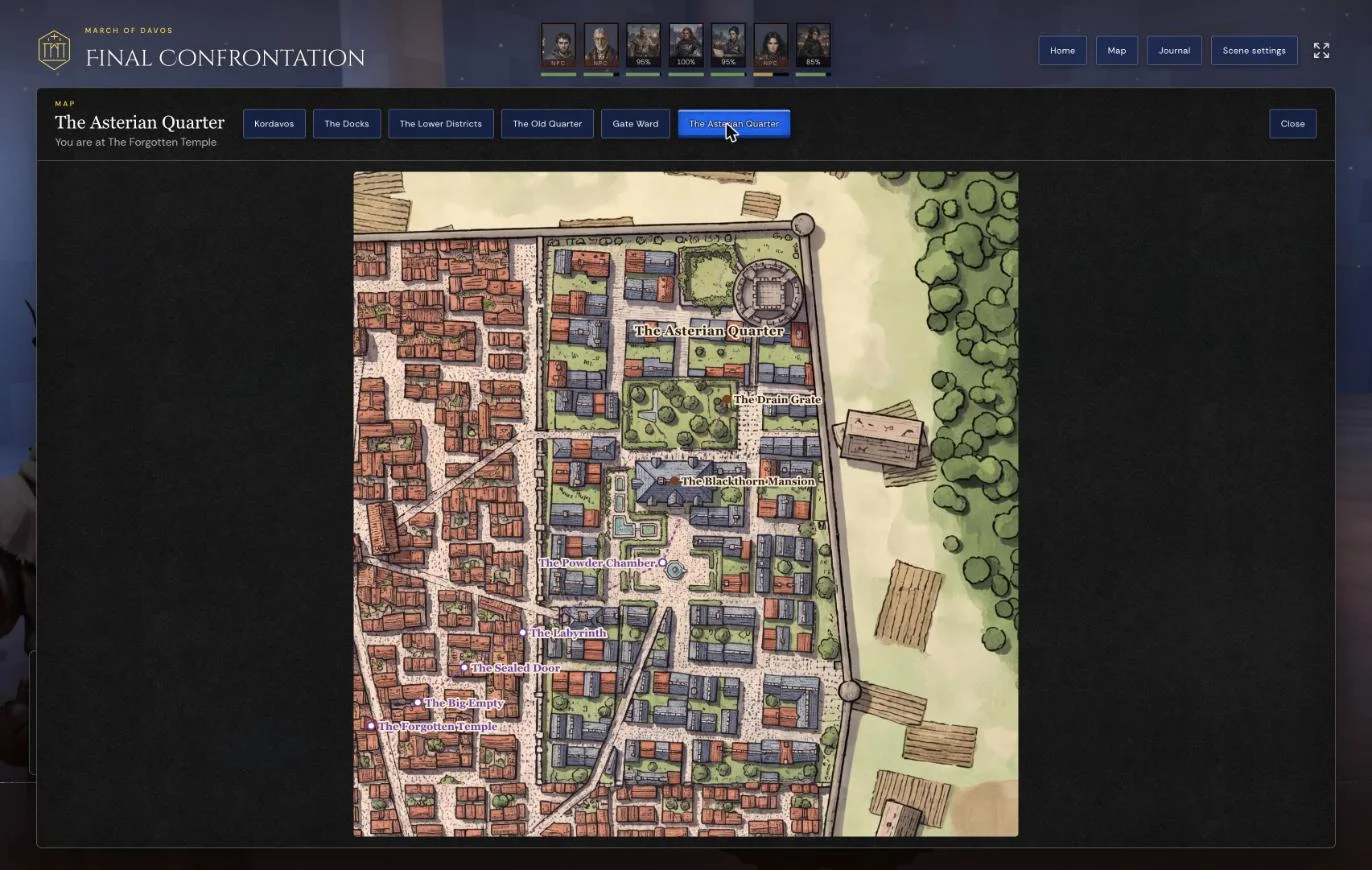 MARCH OF DAVOS
FINAL CONFRONTATION
NPC
NPC
95%
100%
95%
NPC
85%
Home
Map
Journal
Scene settings
MAP
The Asterian Quarter
You are at The Forgotten Temple
Kordavos
The Docks
The Lower Districts
The Old Quarter
Gate Ward
The Asterian Quarter
Close
The Asterian Quarter
The Drain Grate
The Blackthorn Mansion
The Powder Chamber
The Labyrinth
The Sealed Door
The Big Empty
The Forgotten Temple